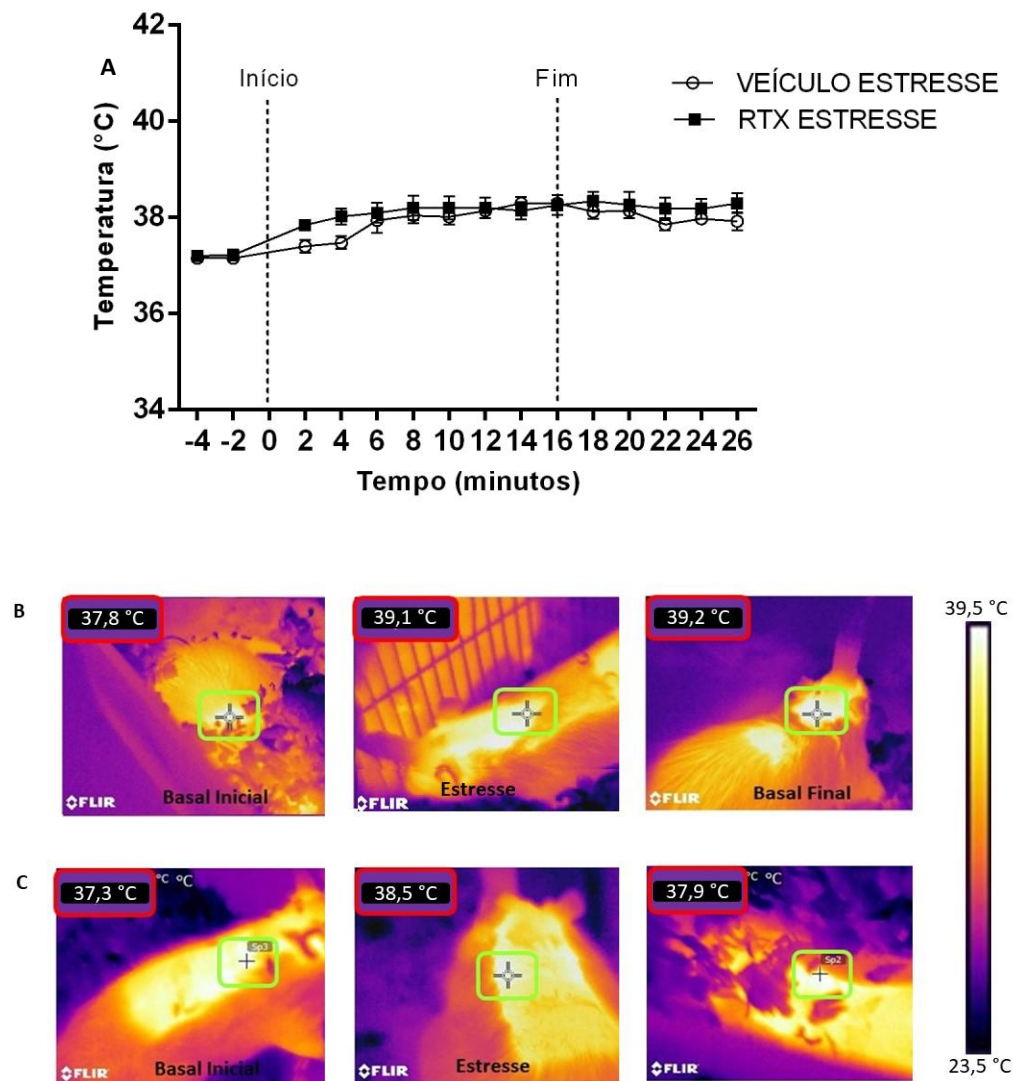 42
A
Início
Fim
VEÍCULO ESTRESSE
RTX ESTRESSE
40
38
36
34
Temperatura (°C)
-4 -2 0 2 4 6 8 10 12 14 16 18 20 22 24 26
Tempo (minutos)
B
37,8 °C
39,1 °C
39,2 °C
39,5 °C
FLIR
Basal Inicial
FLIR
Estresse
FLIR
Basal Final
C
37,3 °C
°C °C
38,5 °C
37,9 °C
°C °C
Sp3
Sp2
FLIR
Basal Inicial
FLIR
Estresse
FLIR
23,5 °C